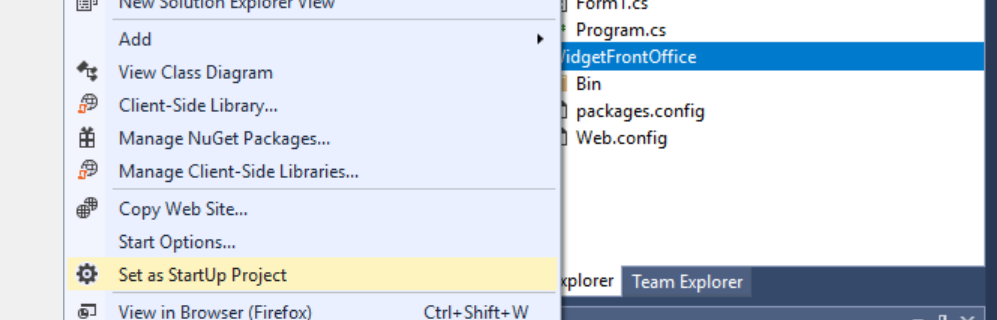 New Solution Explorer View
Add
View Class Diagram
Client-Side Library...
Manage NuGet Packages...
Manage Client-Side Libraries...
Copy Web Site...
Start Options...
Set as StartUp Project
View in Browser (Firefox) Ctrl+Shift+W
Form1.cs
Program.cs
idgetFrontOffice
Bin
packages.config
Web.config
xplorer
Team Explorer